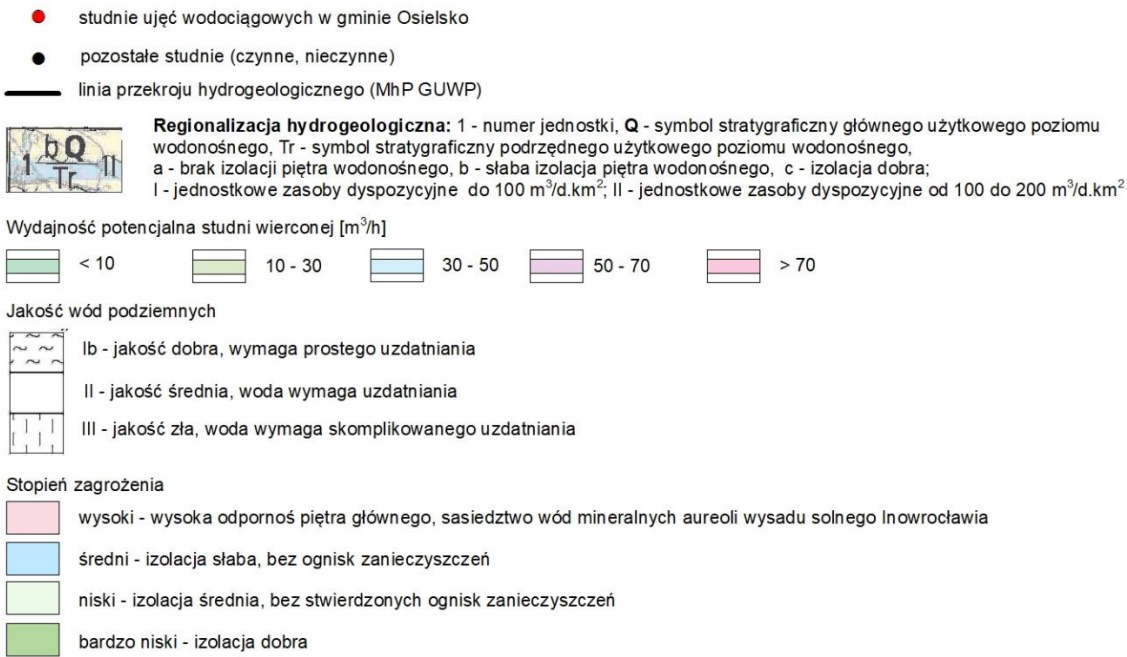 studnie ujęć wodociągowych w gminie Osielsko
pozostałe studnie (czynne, nieczynne)
linia przekroju hydrogeologicznego (MhP GUWP)
1 bQ II
Tr
Regionalizacja hydrogeologiczna: 1 - numer jednostki, Q - symbol stratygraficzny głównego użytkowego poziomu
wodonośnego, Tr - symbol stratygraficzny podrzędnego użytkowego poziomu wodonośnego,
a - brak izolacji piętra wodonośnego, b - słaba izolacja piętra wodonośnego, c - izolacja dobra;
I - jednostkowe zasoby dyspozycyjne do 100 m³/d.km²; II - jednostkowe zasoby dyspozycyjne od 100 do 200 m³/d.km²
Wydajność potencjalna studni wierconej [m³/h]
< 10 10 - 30 30 - 50 50 - 70 > 70
Jakość wód podziemnych
Ib - jakość dobra, wymaga prostego uzdatniania
II - jakość średnia, woda wymaga uzdatniania
III - jakość zła, woda wymaga skomplikowanego uzdatniania
Stopień zagrożenia
wysoki - wysoka odpornoś piętra głównego, sasiedztwo wód mineralnych aureoli wysadu solnego Inowrocławia
średni - izolacja słaba, bez ognisk zanieczyszczeń
niski - izolacja średnia, bez stwierdzonych ognisk zanieczyszczeń
bardzo niski - izolacja dobra